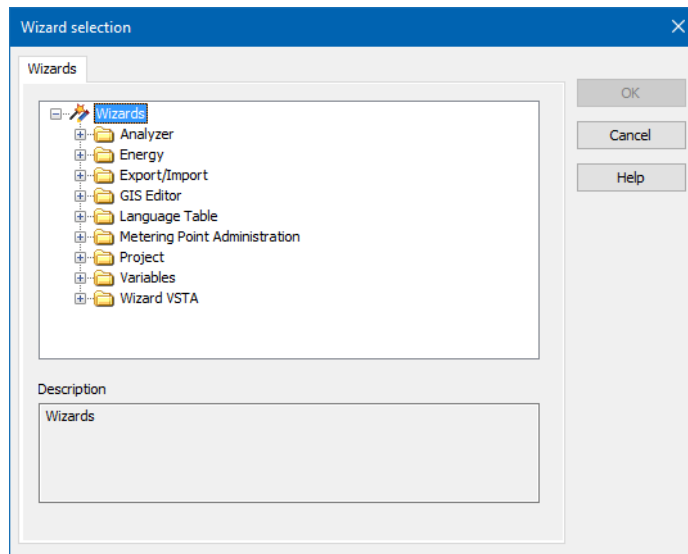 Wizard selection
Wizards
Wizards
Analyzer
Energy
Export/Import
GIS Editor
Language Table
Metering Point Administration
Project
Variables
Wizard VSTA
OK
Cancel
Help
Description
Wizards